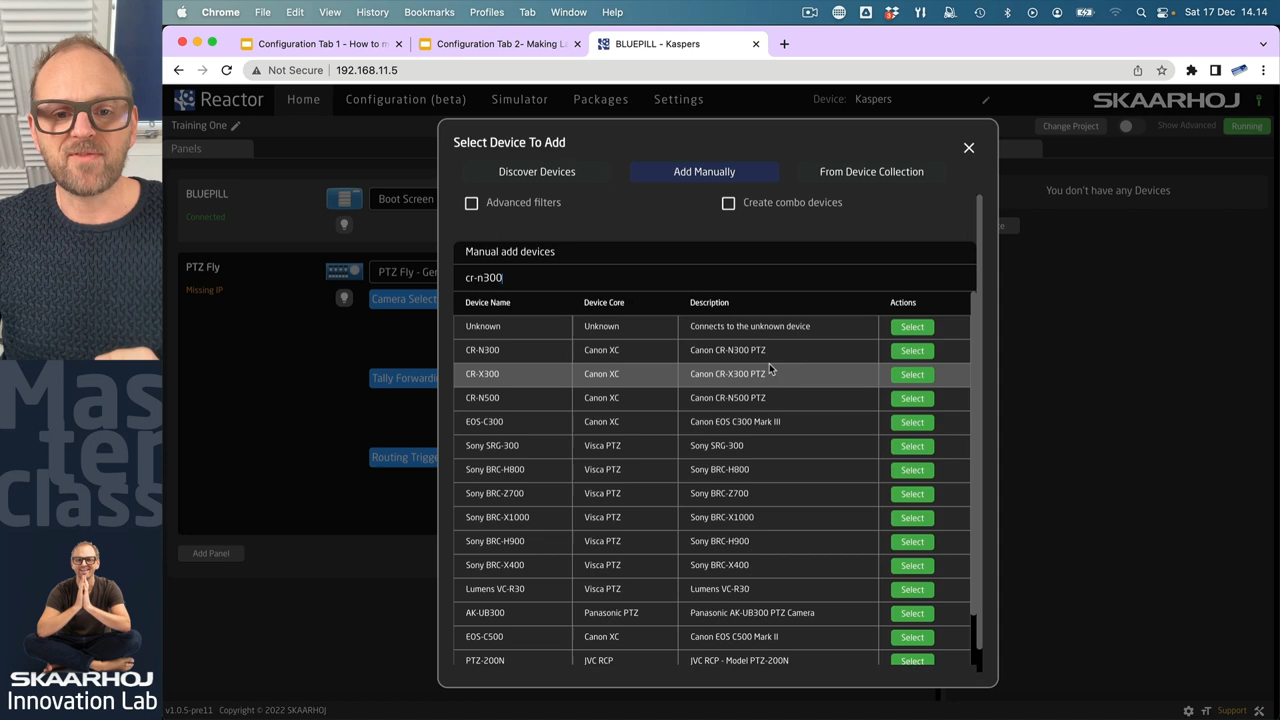 Chrome File Edit View History Bookmarks Profiles Tab Window Help Sat 17 Dec 14.14
Configuration Tab 1 - How to m Configuration Tab 2- Making La BLUEPILL - Kaspers
Not Secure 192.168.11.5
Reactor Home Configuration (beta) Simulator Packages Settings Device: Kaspers SKAARHOJ
Training One Change Project Show Advanced Running
Panels
Select Device To Add
Discover Devices Add Manually From Device Collection
Advanced filters Create combo devices
BLUEPILL
Connected
Boot Screen
You don't have any Devices
PTZ Fly
Missing IP
PTZ Fly - Ger
Camera Select
Tally Forwardin
Routing Trigge
Add Panel
Manual add devices
cr-n300
Device Name Device Core Description Actions
Unknown Unknown Connects to the unknown device Select
CR-N300 Canon XC Canon CR-N300 PTZ Select
CR-X300 Canon XC Canon CR-X300 PTZ Select
CR-N500 Canon XC Canon CR-N500 PTZ Select
EOS-C300 Canon XC Canon EOS C300 Mark III Select
Sony SRG-300 Visca PTZ Sony SRG-300 Select
Sony BRC-H800 Visca PTZ Sony BRC-H800 Select
Sony BRC-Z700 Visca PTZ Sony BRC-Z700 Select
Sony BRC-X1000 Visca PTZ Sony BRC-X1000 Select
Sony BRC-H900 Visca PTZ Sony BRC-H900 Select
Sony BRC-X400 Visca PTZ Sony BRC-X400 Select
Lumens VC-R30 Visca PTZ Lumens VC-R30 Select
AK-UB300 Panasonic PTZ Panasonic AK-UB300 PTZ Camera Select
EOS-C500 Canon XC Canon EOS C500 Mark II Select
PTZ-200N JVC RCP JVC RCP - Model PTZ-200N Select
Mas
ter
Class
SKAARHOJ
Innovation Lab
v1.0.5-pre11 Copyright © 2022 SKAARHOJ Support